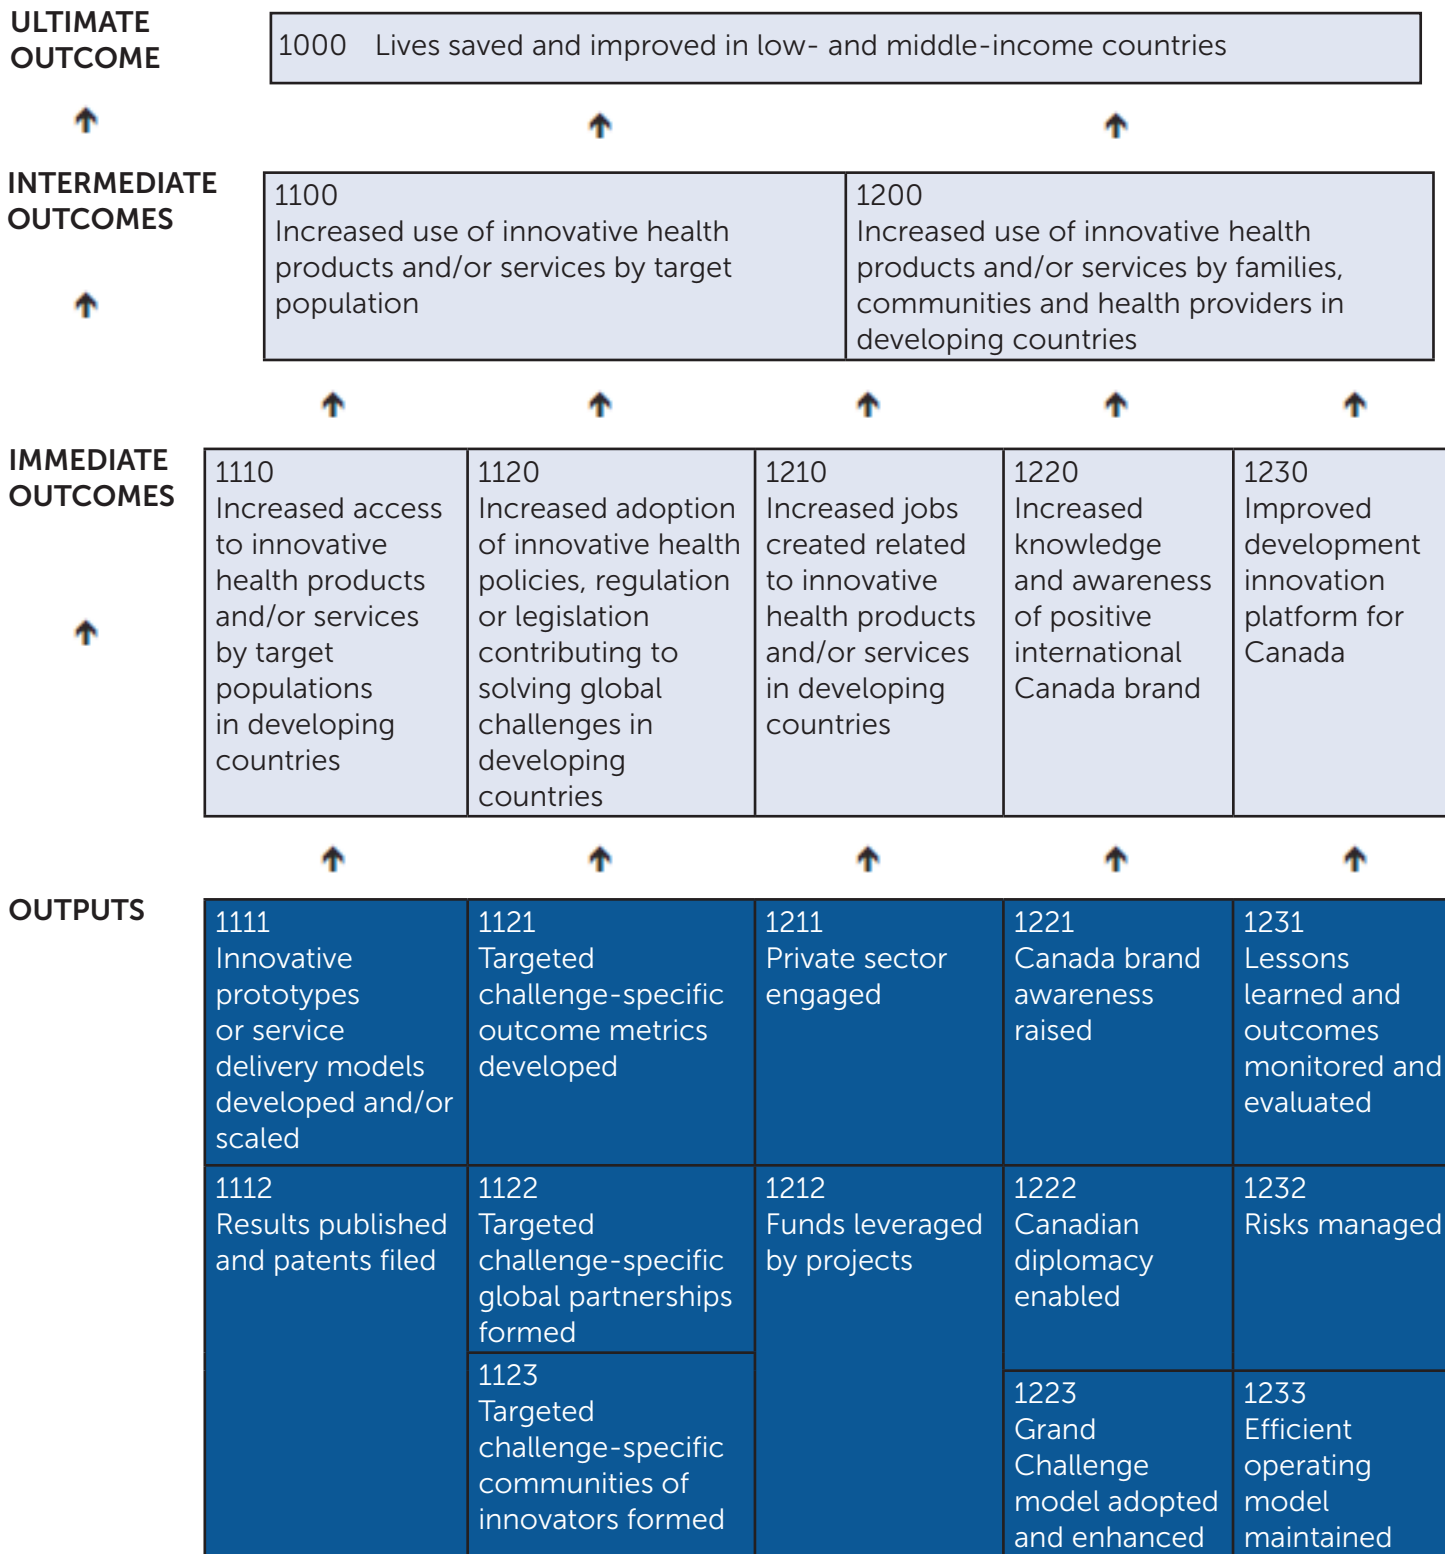 ULTIMATE
OUTCOME
1000 Lives saved and improved in low- and middle-income countries
INTERMEDIATE
OUTCOMES
1100
Increased use of innovative health
products and/or services by target
population
1200
Increased use of innovative health
products and/or services by families,
communities and health providers in
developing countries
IMMEDIATE
OUTCOMES
1110
Increased access
to innovative
health products
and/or services
by target
populations
in developing
countries
1120
Increased adoption
of innovative health
policies, regulation
or legislation
contributing to
solving global
challenges in
developing
countries
1210
Increased jobs
created related
to innovative
health products
and/or services
in developing
countries
1220
Increased
knowledge
and awareness
of positive
international
Canada brand
1230
Improved
development
innovation
platform for
Canada
OUTPUTS
1111
Innovative
prototypes
or service
delivery models
developed and/or
scaled
1121
Targeted
challenge-specific
outcome metrics
developed
1211
Private sector
engaged
1221
Canada brand
awareness
raised
1231
Lessons
learned and
outcomes
monitored and
evaluated
1112
Results published
and patents filed
1122
Targeted
challenge-specific
global partnerships
formed
1212
Funds leveraged
by projects
1222
Canadian
diplomacy
enabled
1232
Risks managed
1123
Targeted
challenge-specific
communities of
innovators formed
1223
Grand
Challenge
model adopted
and enhanced
1233
Efficient
operating
model
maintained